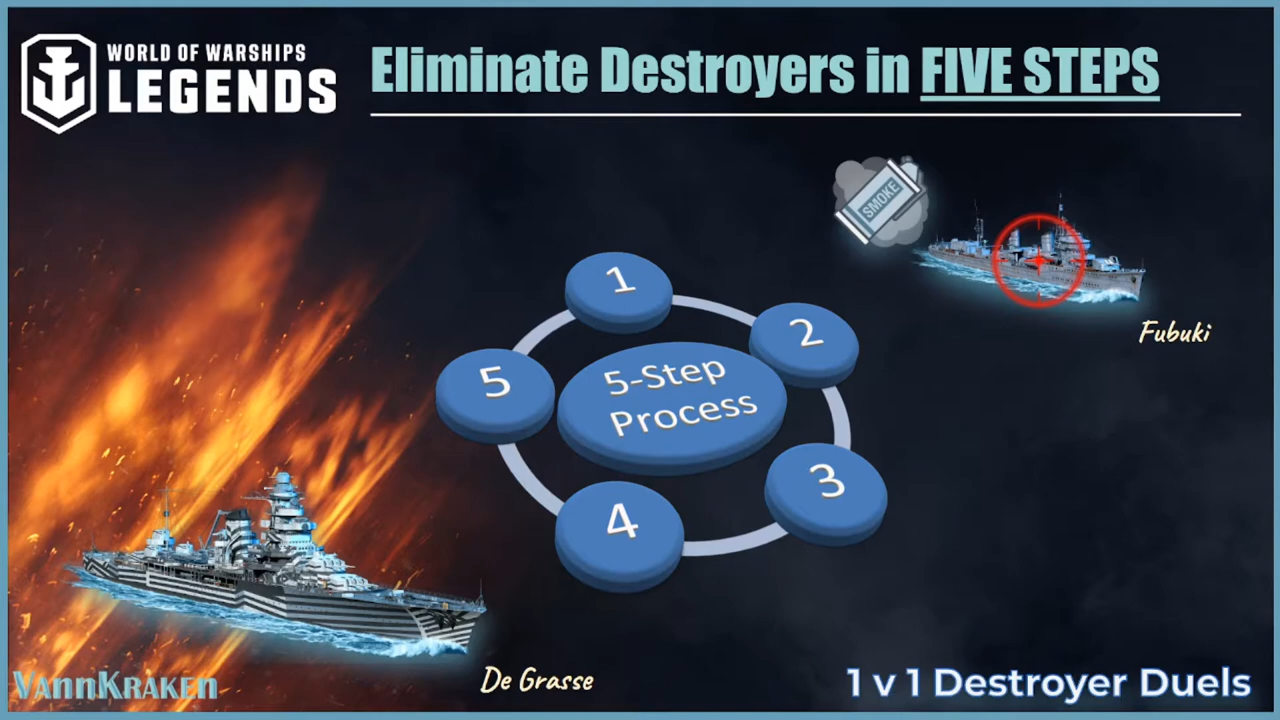 WORLD OF WARSHIPS
LEGENDS
Eliminate Destroyers in FIVE STEPS
SMOKE
Fubuki
1
2
3
4
5
5-Step
Process
De Grasse
VANNKRAKEN
1 v 1 Destroyer Duels